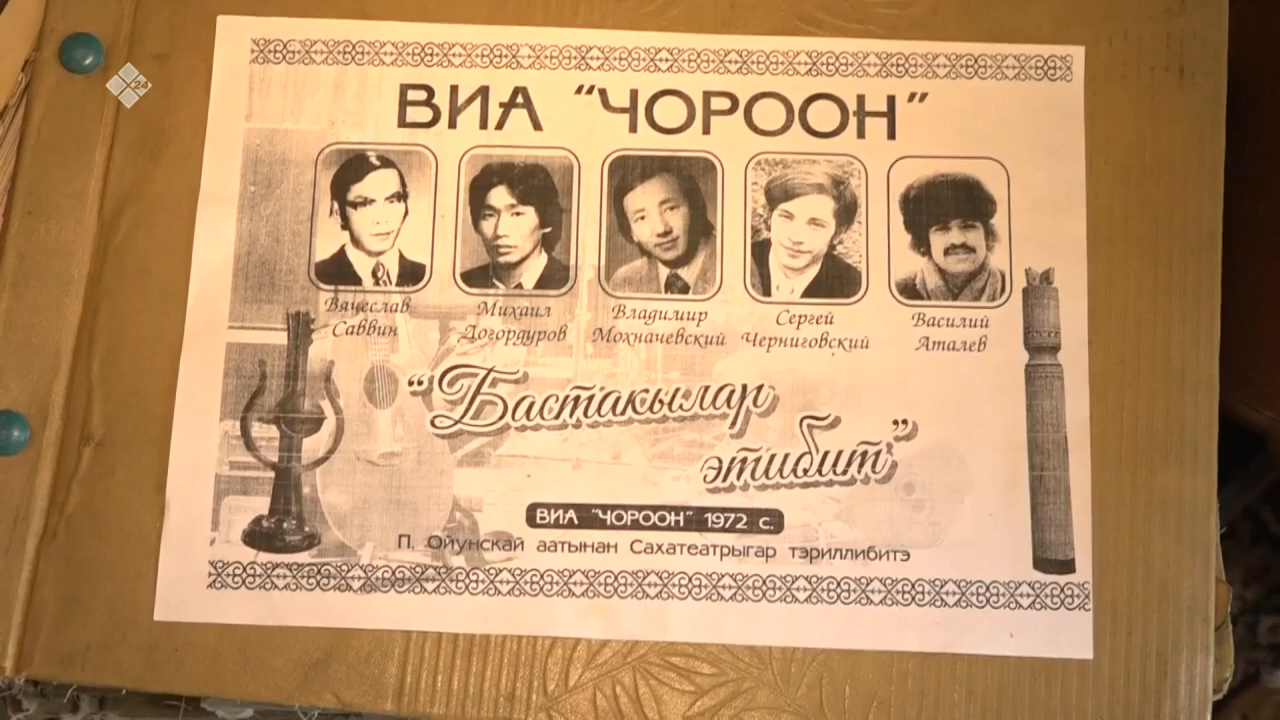 24
ВИА "ЧОРООН"
Вячеслав
Саввин
Михаил
Догордуров
Владимир
Мохначевский
Сергей
Черниговский
Василий
Аталев
"Бастакылар
этибит"
ВИА "ЧОРООН" 1972 с.
П. Ойунскай аатынан Сахатеатрыгар тэриллибитэ